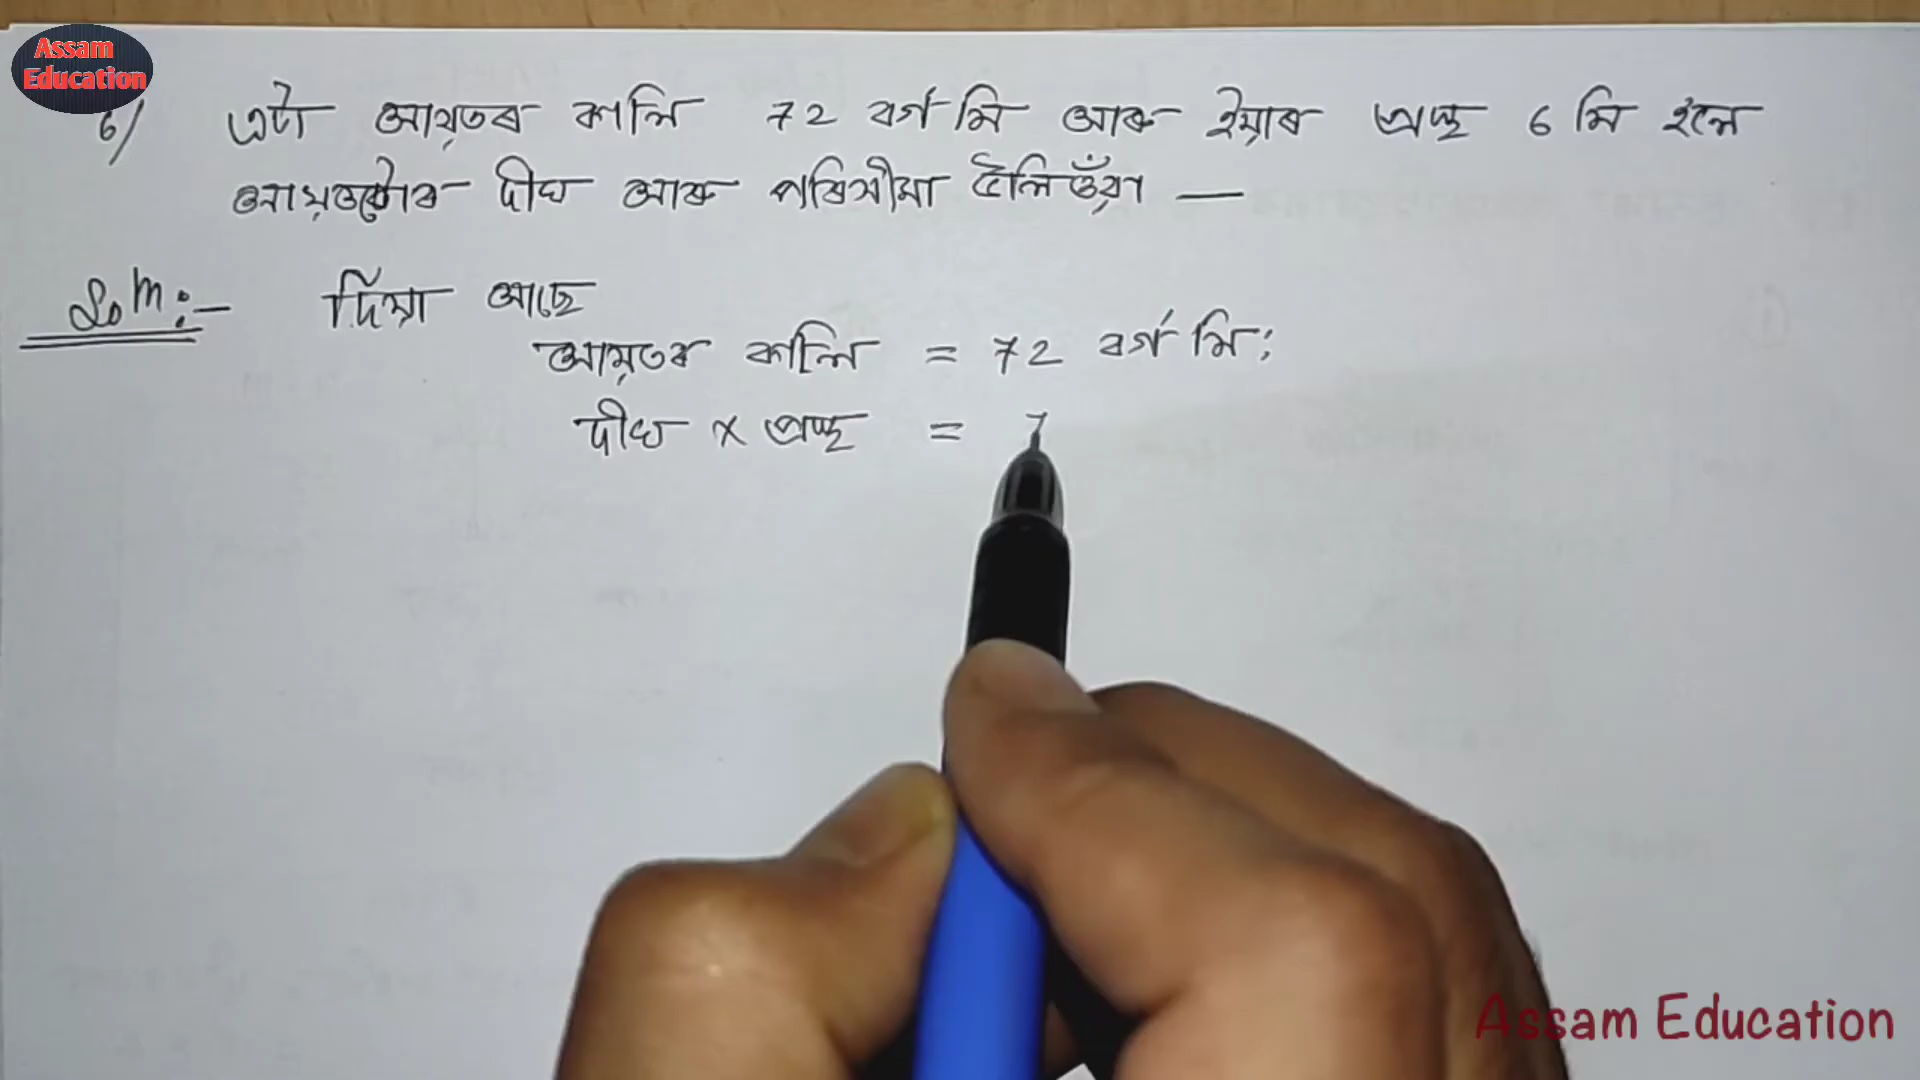 Assam
Education
6/ এটা আয়তৰ কালি 72 বৰ্গ মি আৰু ইয়াৰ প্ৰস্থ 6 মি হলে
আয়তটোৰ দীঘ আৰু পৰিসীমা উলিওঁৱা —
Solⁿ:- দিয়া আছে
আয়তৰ কালি = 72 বৰ্গ মি:
দীঘ x প্ৰস্থ = 7
Assam Education